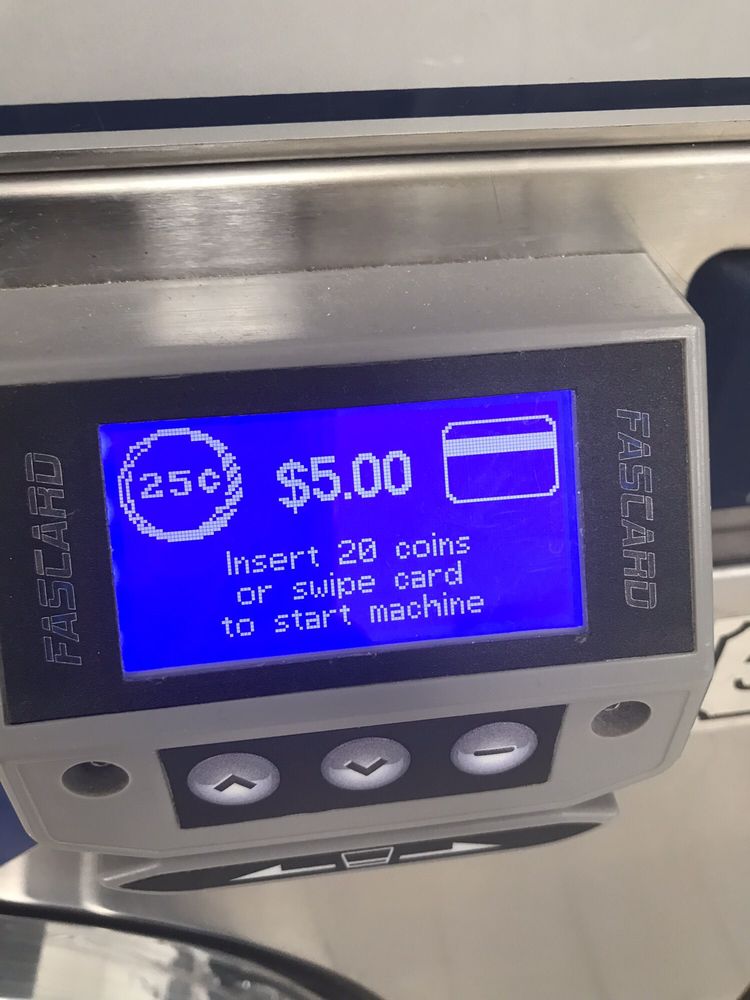 FASCARD
25¢
$5.00
Insert 20 coins
or swipe card
to start machine
FASCARD